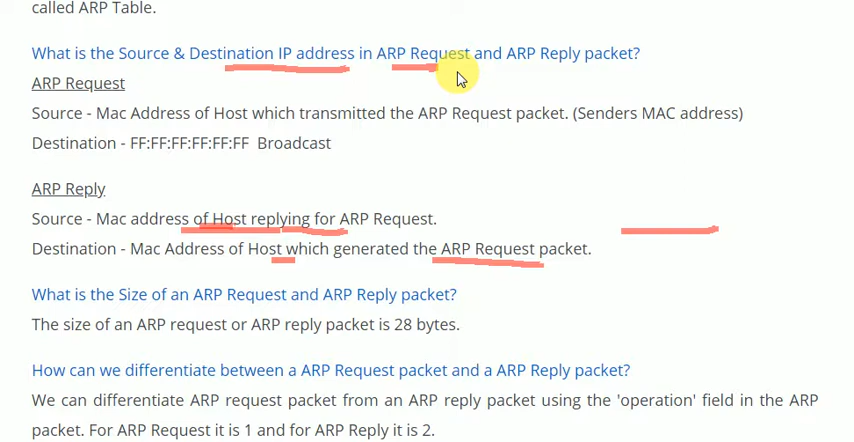 called ARP Table.
What is the Source & Destination IP address in ARP Request and ARP Reply packet?
ARP Request
Source - Mac Address of Host which transmitted the ARP Request packet. (Senders MAC address)
Destination - FF:FF:FF:FF:FF:FF Broadcast
ARP Reply
Source - Mac address of Host replying for ARP Request.
Destination - Mac Address of Host which generated the ARP Request packet.
What is the Size of an ARP Request and ARP Reply packet?
The size of an ARP request or ARP reply packet is 28 bytes.
How can we differentiate between a ARP Request packet and a ARP Reply packet?
We can differentiate ARP request packet from an ARP reply packet using the 'operation' field in the ARP
packet. For ARP Request it is 1 and for ARP Reply it is 2.